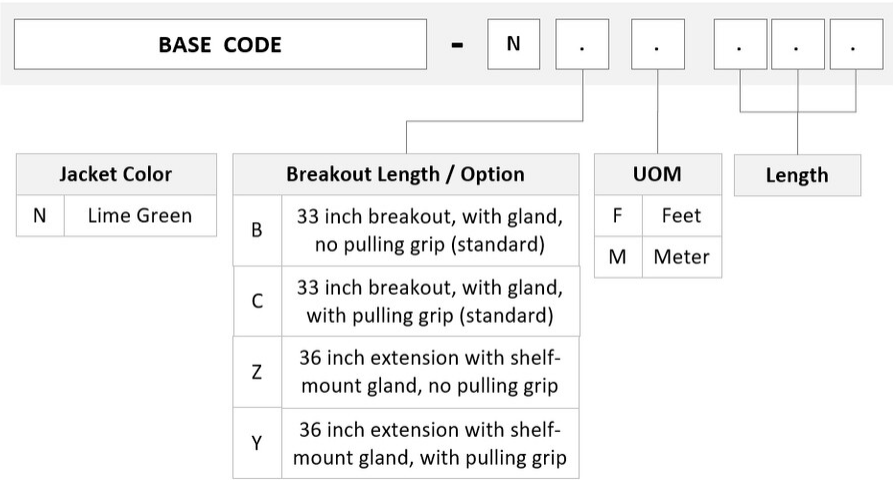 BASE CODE - N . . . . .
Jacket Color
N Lime Green
Breakout Length / Option
B 33 inch breakout, with gland,
no pulling grip (standard)
C 33 inch breakout, with gland,
with pulling grip (standard)
Z 36 inch extension with shelf-
mount gland, no pulling grip
Y 36 inch extension with shelf-
mount gland, with pulling grip
UOM
F Feet
M Meter
Length